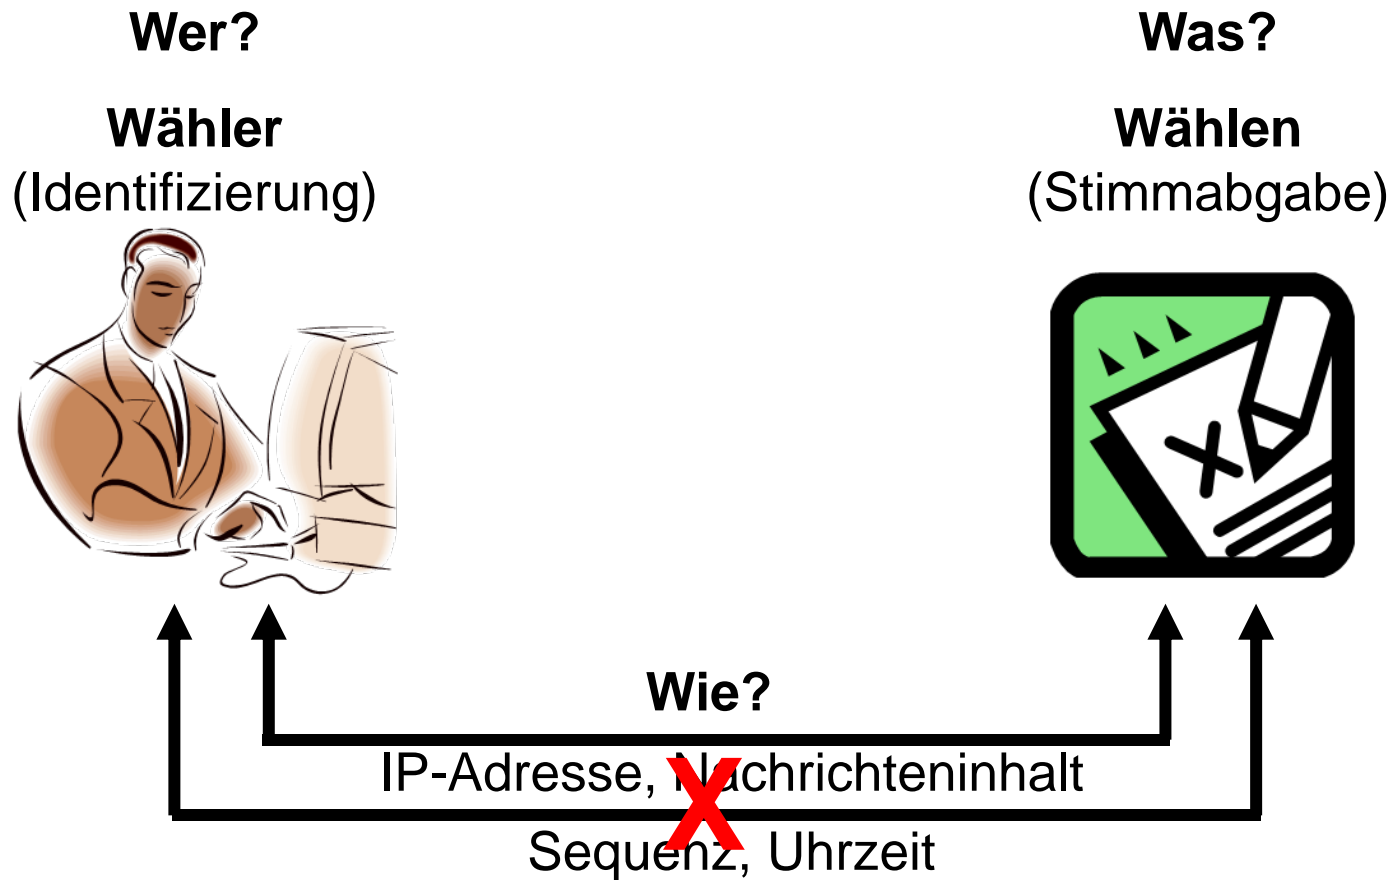 Wer?
Was?
Wähler
(Identifizierung)
Wählen
(Stimmabgabe)
X
Wie?
IP-Adresse, Nachrichteninhalt
X
Sequenz, Uhrzeit